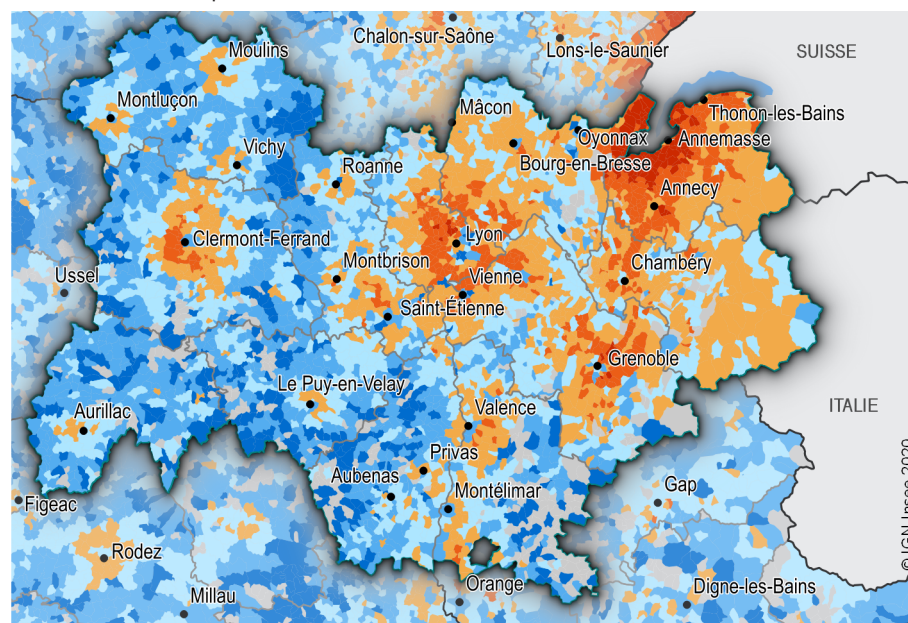 Chalon-sur-Saône
Lons-le-Saunier
SUISSE
Moulins
Montluçon
Mâcon
Thonon-les-Bains
Oyonnax
Annemasse
Vichy
Roanne
Bourg-en-Bresse
Annecy
Clermont-Ferrand
Lyon
Ussel
Montbrison
Vienne
Chambéry
Saint-Étienne
Grenoble
Le Puy-en-Velay
Aurillac
Valence
ITALIE
Privas
Aubenas
Montélimar
Gap
Figeac
Rodez
Orange
Millau
Digne-les-Bains
© IGN-Insee 2020